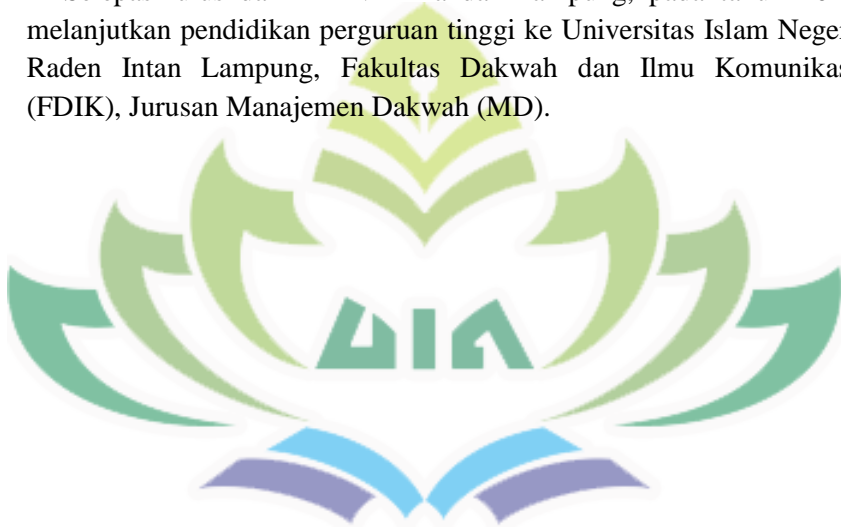 melanjutkan pendidikan perguruan tinggi ke Universitas Islam Neger
Raden Intan Lampung, Fakultas Dakwah dan Ilmu Komunikas
(FDIK), Jurusan Manajemen Dakwah (MD).
UIN